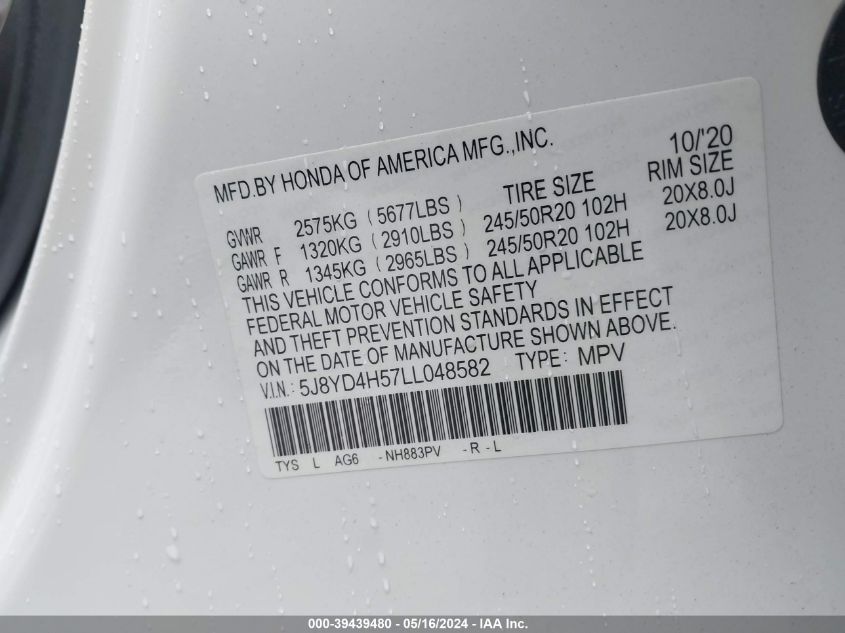 MFD.BY HONDA OF AMERICA MFG.,INC. 10/'20
TIRE SIZE RIM SIZE
GVWR 2575KG (5677LBS)
GAWR F 1320KG (2910LBS) 245/50R20 102H 20X8.0J
GAWR R 1345KG (2965LBS) 245/50R20 102H 20X8.0J
THIS VEHICLE CONFORMS TO ALL APPLICABLE
FEDERAL MOTOR VEHICLE SAFETY
AND THEFT PREVENTION STANDARDS IN EFFECT
ON THE DATE OF MANUFACTURE SHOWN ABOVE.
V.I.N.: 5J8YD4H57LL048582 TYPE: MPV
TYS L AG6 -NH883PV -R-L
000-39439480 - 05/16/2024 - IAA Inc.